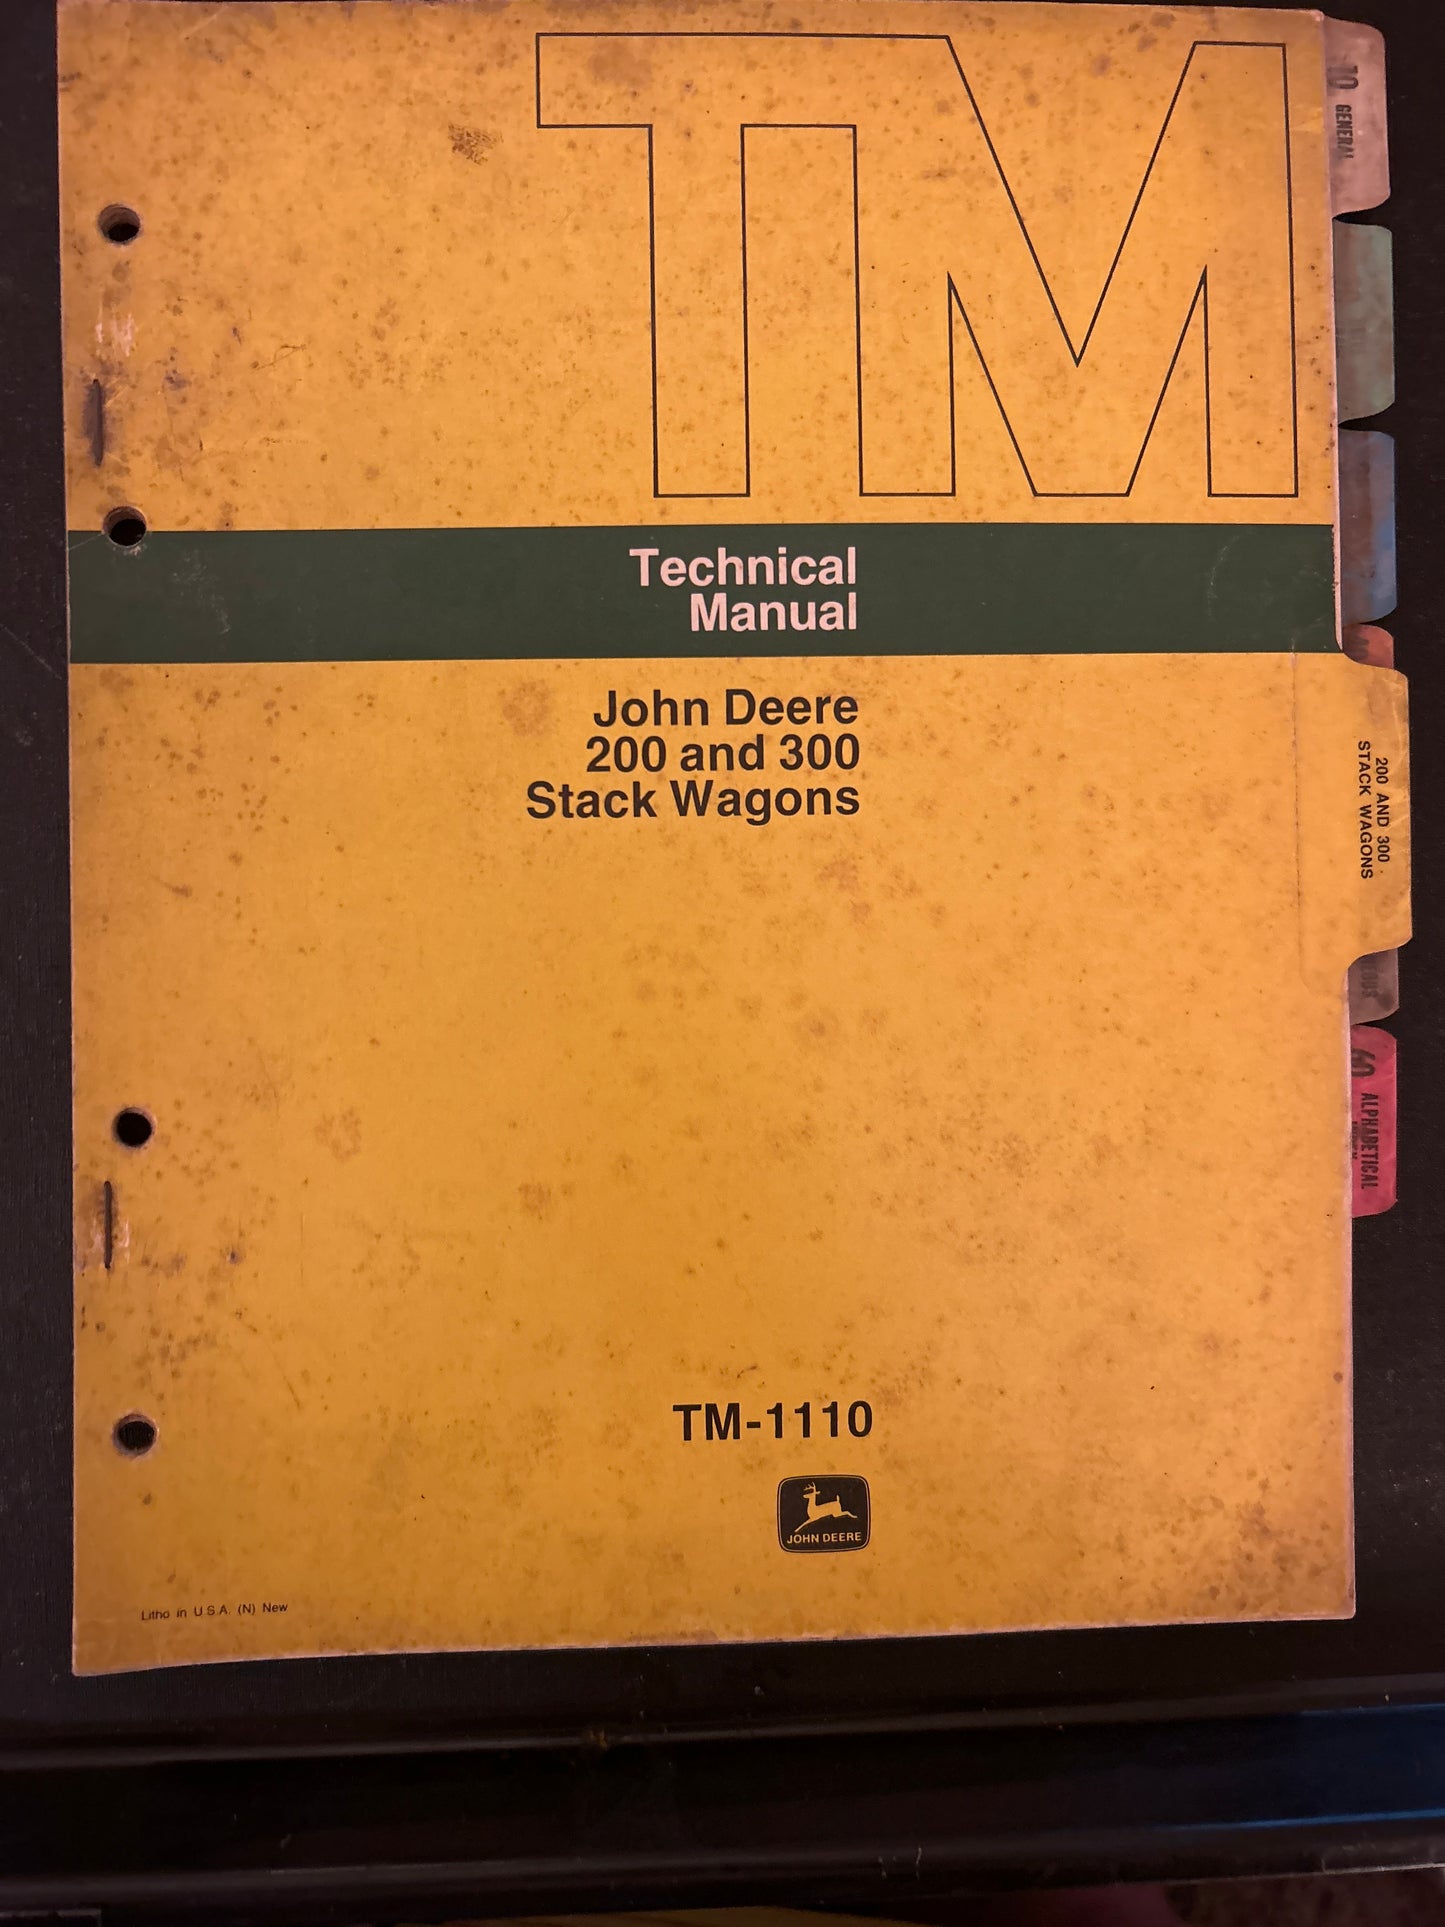 TM
Technical
Manual
John Deere
200 and 300
Stack Wagons
TM-1110
JOHN DEERE
Litho in U.S.A. (N) New
10 GENERAL
200 AND 300
STACK WAGONS
60 ALPHABETICAL